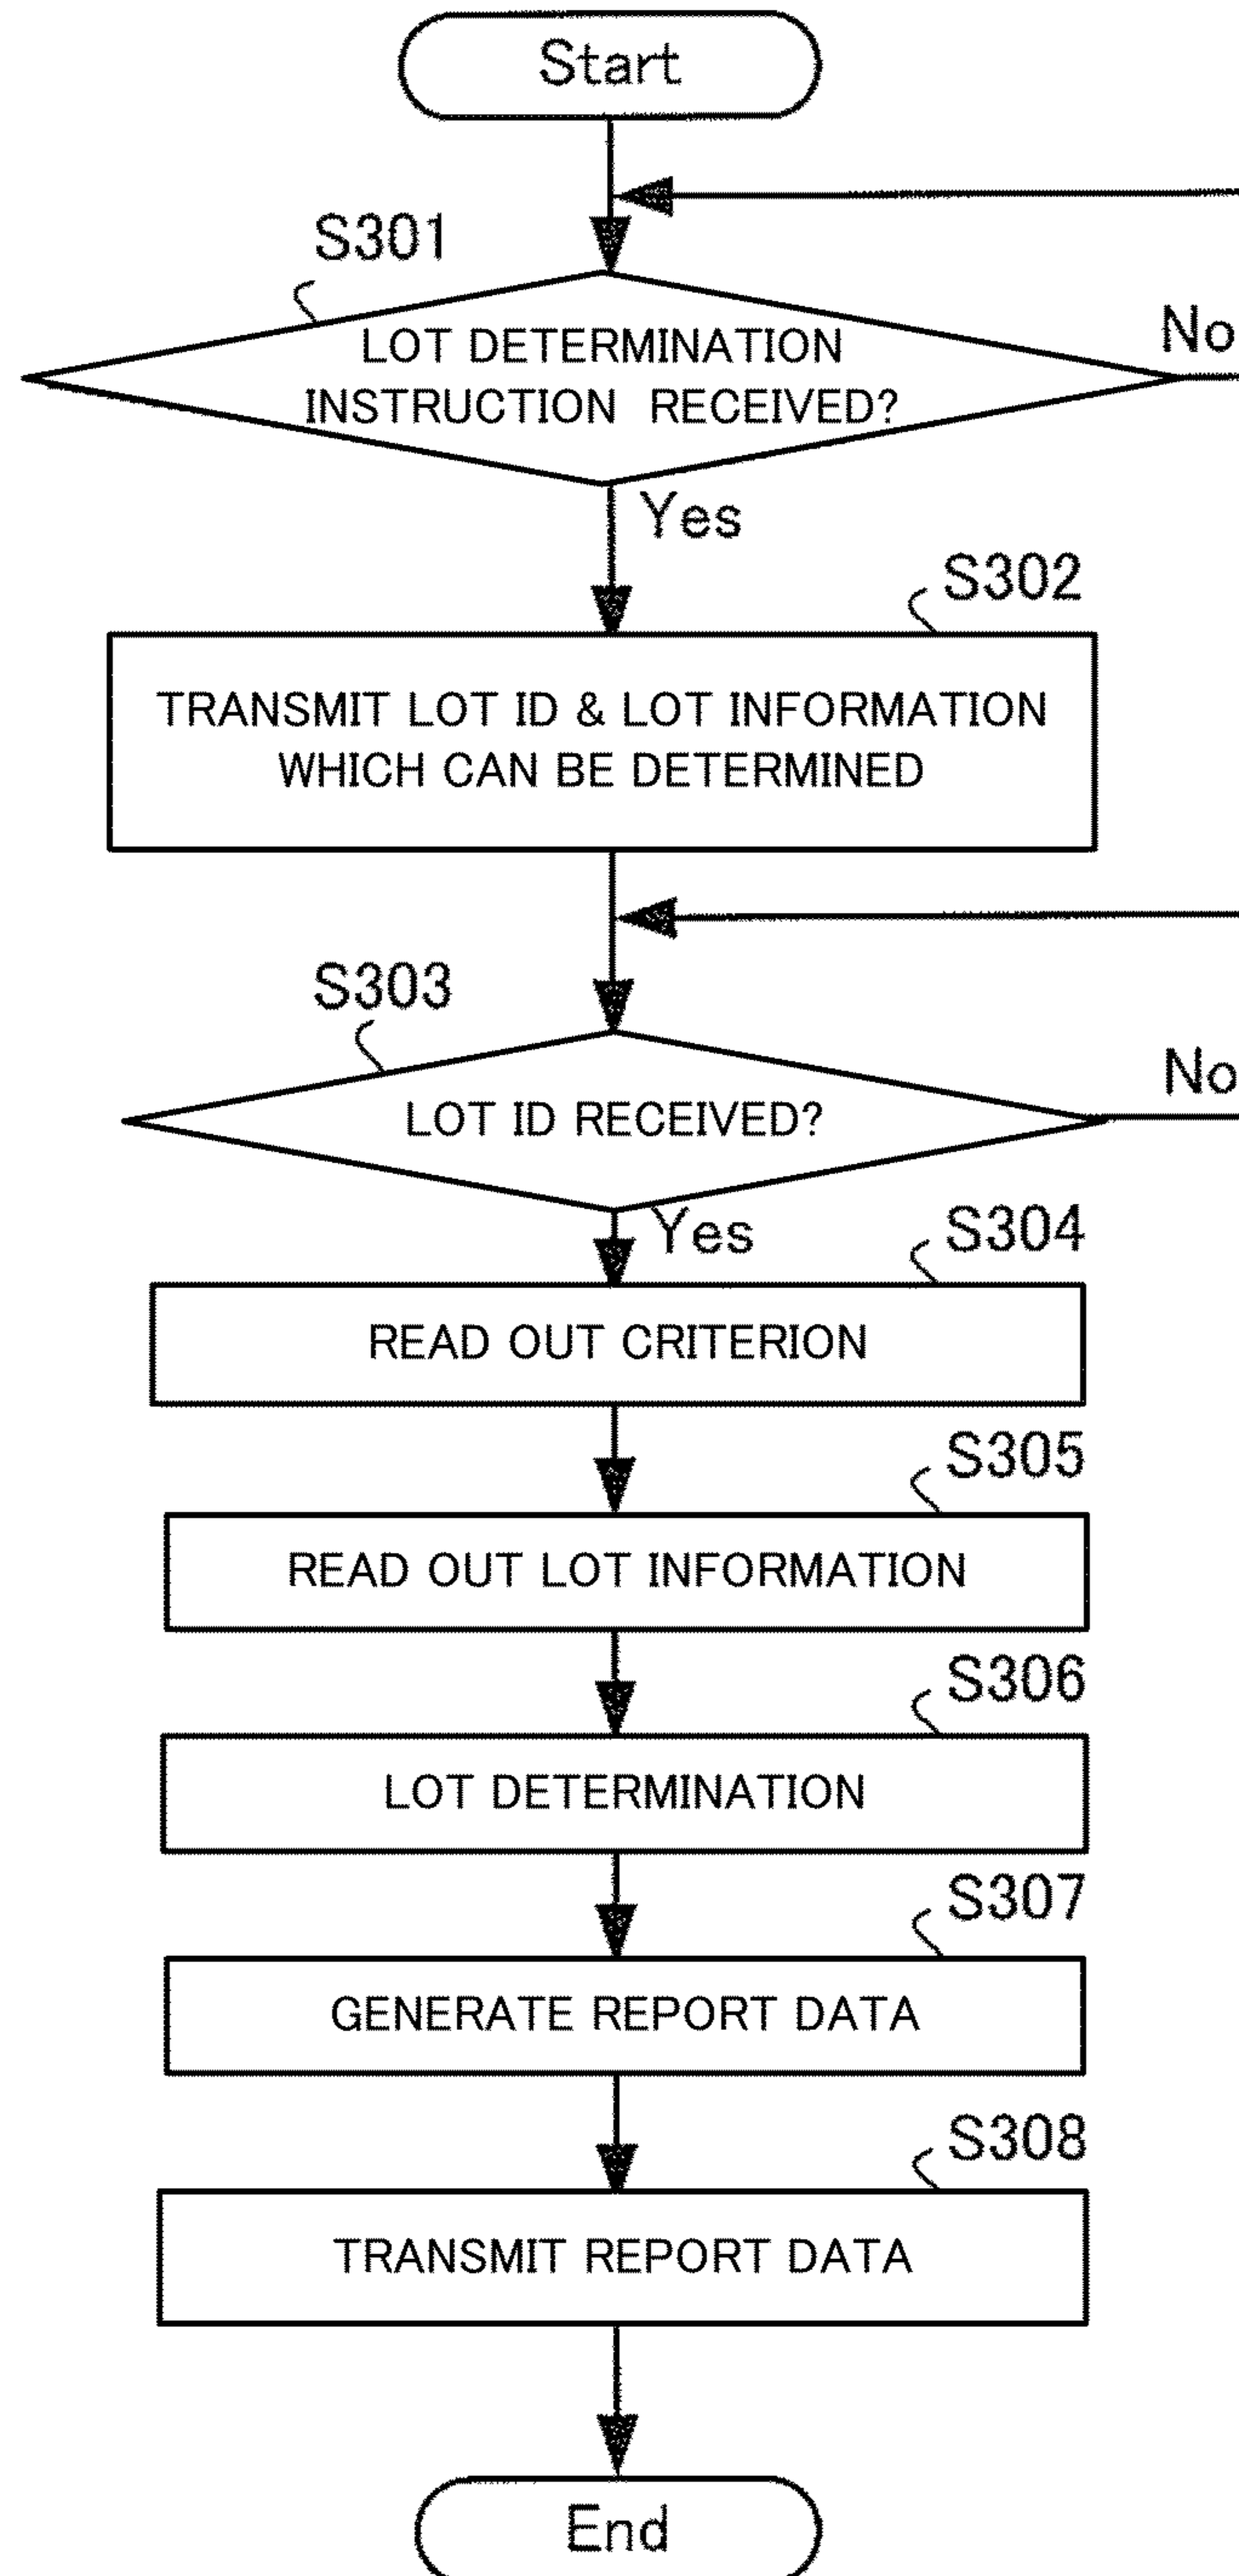 Start
S301
LOT DETERMINATION
INSTRUCTION RECEIVED?
No
Yes
S302
TRANSMIT LOT ID & LOT INFORMATION
WHICH CAN BE DETERMINED
S303
LOT ID RECEIVED?
No
Yes
S304
READ OUT CRITERION
S305
READ OUT LOT INFORMATION
S306
LOT DETERMINATION
S307
GENERATE REPORT DATA
S308
TRANSMIT REPORT DATA
End